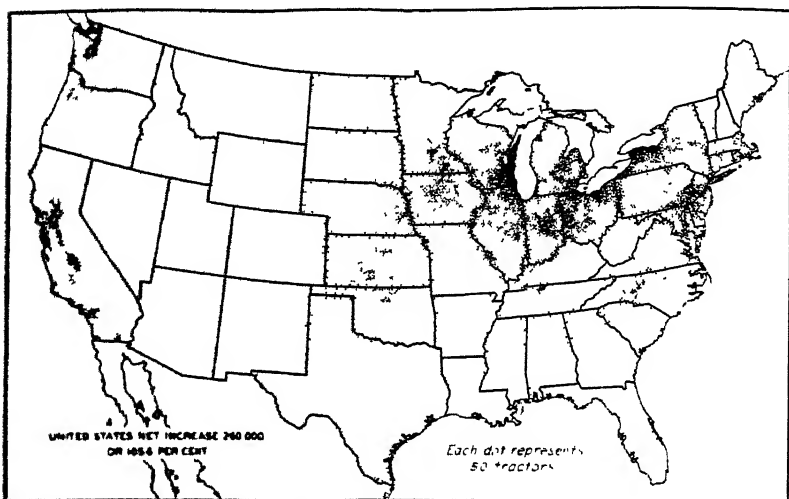 UNITED STATES NET INCREASE 260 000
OR 185.6 PER CENT
Each dot represents
50 tractors